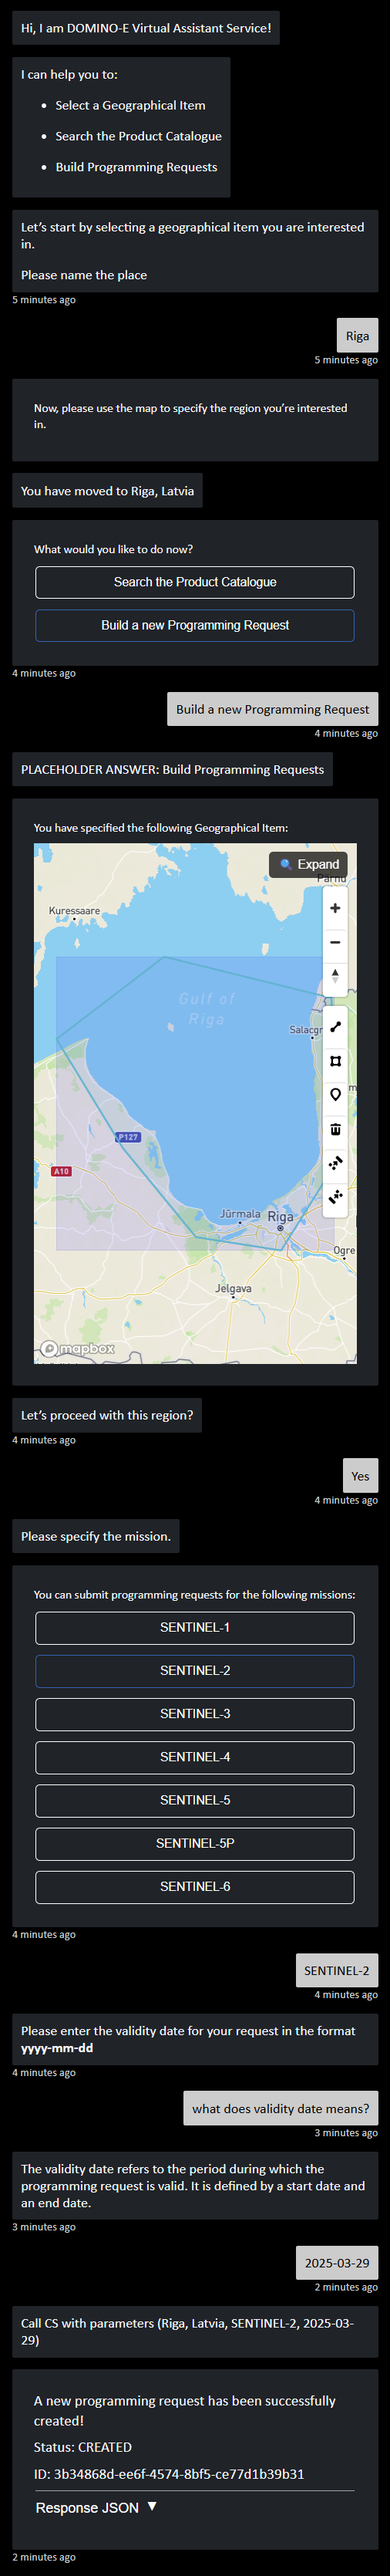 Hi, I am DOMINO-E Virtual Assistant Service!
I can help you to:
• Select a Geographical Item
• Search the Product Catalogue
• Build Programming Requests
Let's start by selecting a geographical item you are interested
in.
Please name the place
5 minutes ago
Riga
5 minutes ago
Now, please use the map to specify the region you're interested
in.
You have moved to Riga, Latvia
What would you like to do now?
Search the Product Catalogue
Build a new Programming Request
4 minutes ago
Build a new Programming Request
4 minutes ago
PLACEHOLDER ANSWER: Build Programming Requests
You have specified the following Geographical Item:
Expand
Pärnu
Kuressaare
Gulf of
Riga
Salacgr
P127
A10
Jūrmala
Riga
Ogre
Jelgava
mapbox
Let's proceed with this region?
4 minutes ago
Yes
4 minutes ago
Please specify the mission.
You can submit programming requests for the following missions:
SENTINEL-1
SENTINEL-2
SENTINEL-3
SENTINEL-4
SENTINEL-5
SENTINEL-5P
SENTINEL-6
4 minutes ago
SENTINEL-2
4 minutes ago
Please enter the validity date for your request in the format
yyyy-mm-dd
4 minutes ago
what does validity date means?
3 minutes ago
The validity date refers to the period during which the
programming request is valid. It is defined by a start date and
an end date.
3 minutes ago
2025-03-29
2 minutes ago
Call CS with parameters (Riga, Latvia, SENTINEL-2, 2025-03-
29)
A new programming request has been successfully
created!
Status: CREATED
ID: 3b34868d-ee6f-4574-8bf5-ce77d1b39b31
Response JSON ▼
2 minutes ago